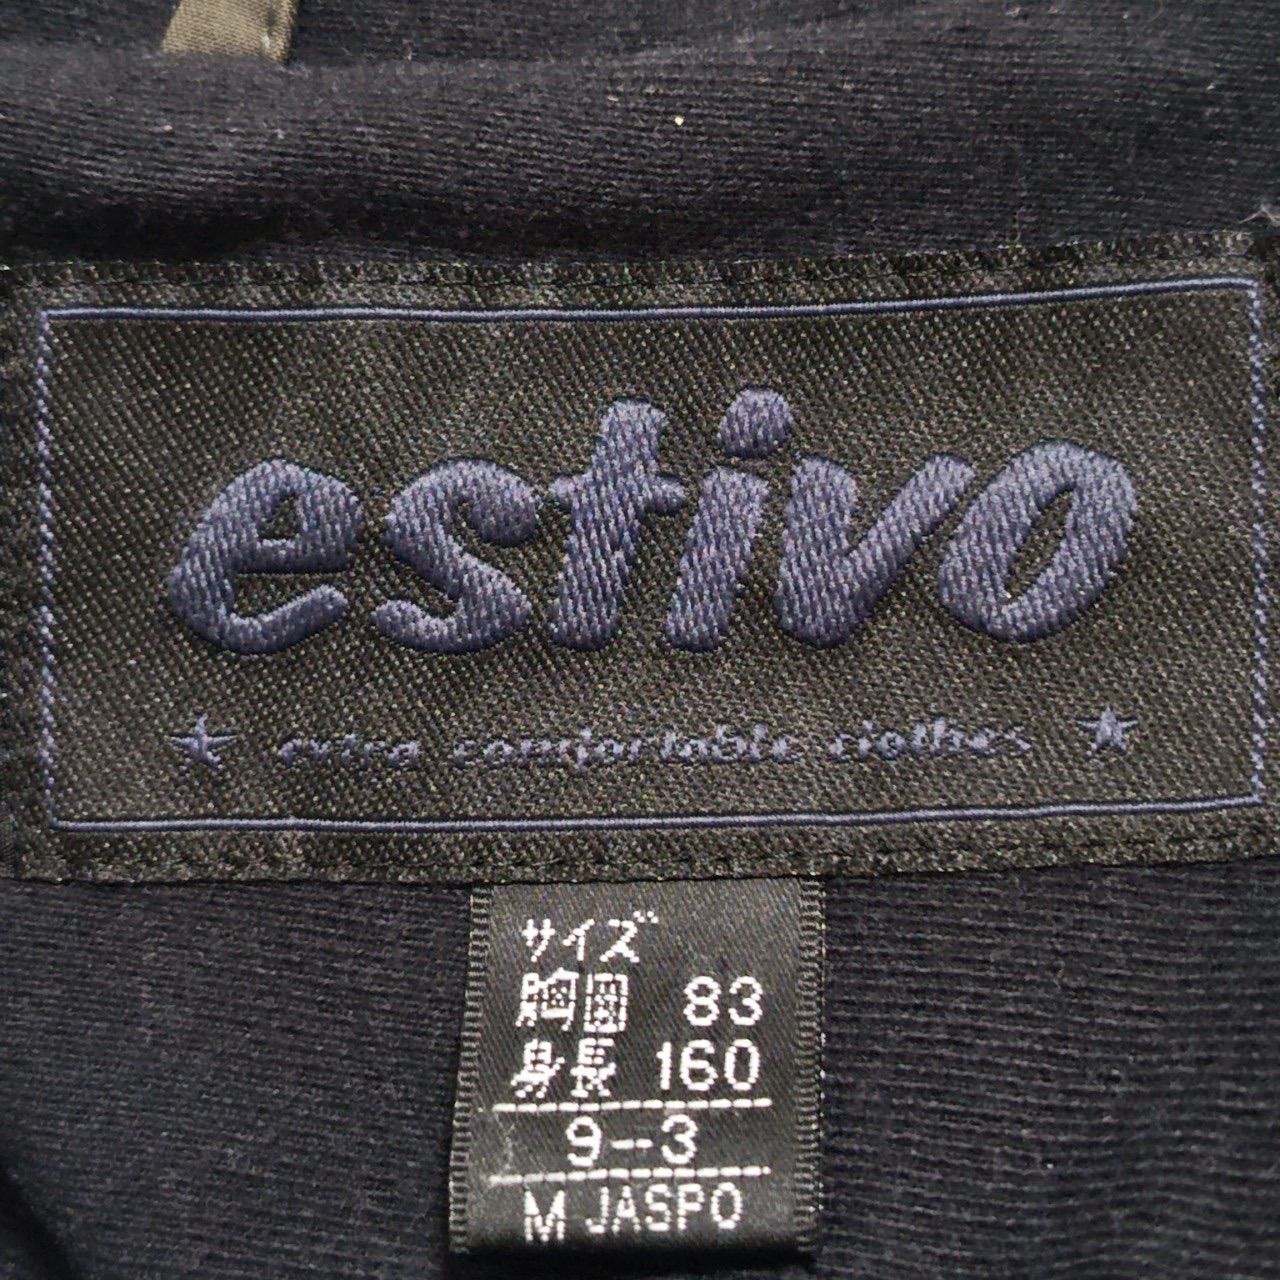 estivo
★ extra comfortable clothes ★
サイズ
胸囲 83
身長 160
9--3
M JASPO